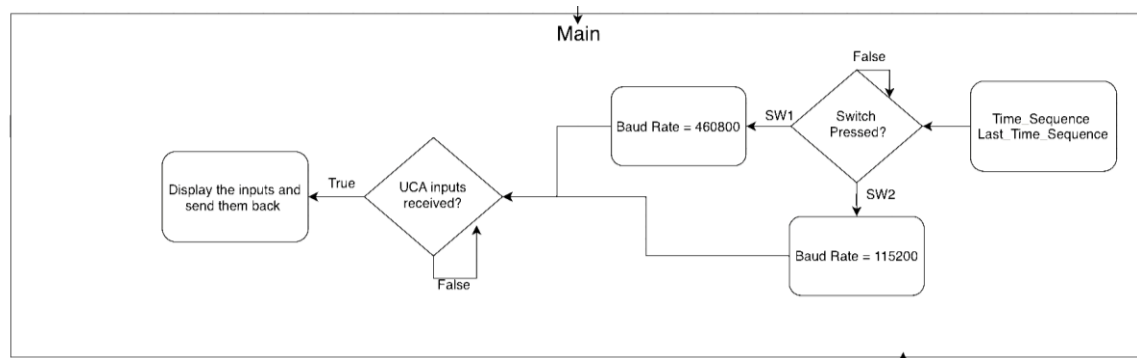 Main
False
Time_Sequence
Last_Time_Sequence
Switch
Pressed?
SW1
Baud Rate = 460800
SW2
Baud Rate = 115200
UCA inputs
received?
True
False
Display the inputs and
send them back